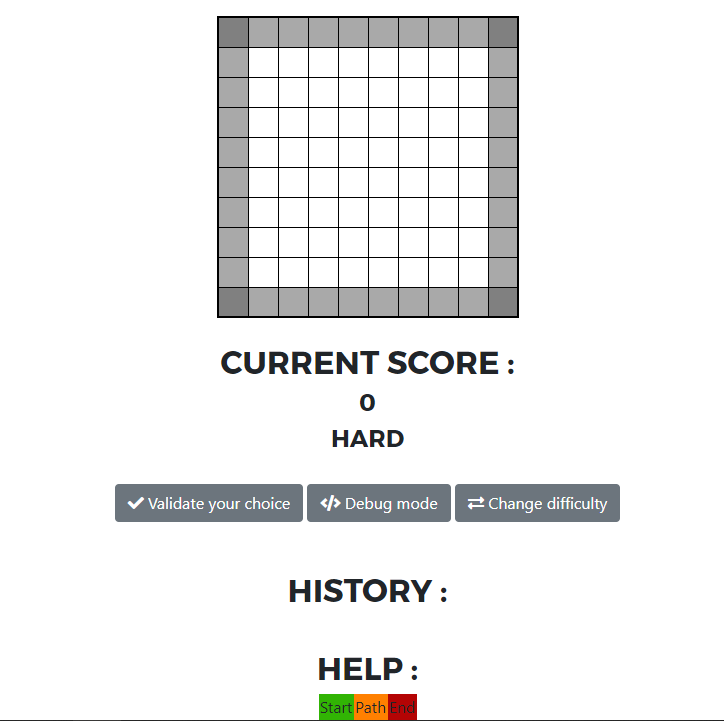 CURRENT SCORE :
0
HARD
Validate your choice Debug mode Change difficulty
HISTORY :
HELP :
Start Path End